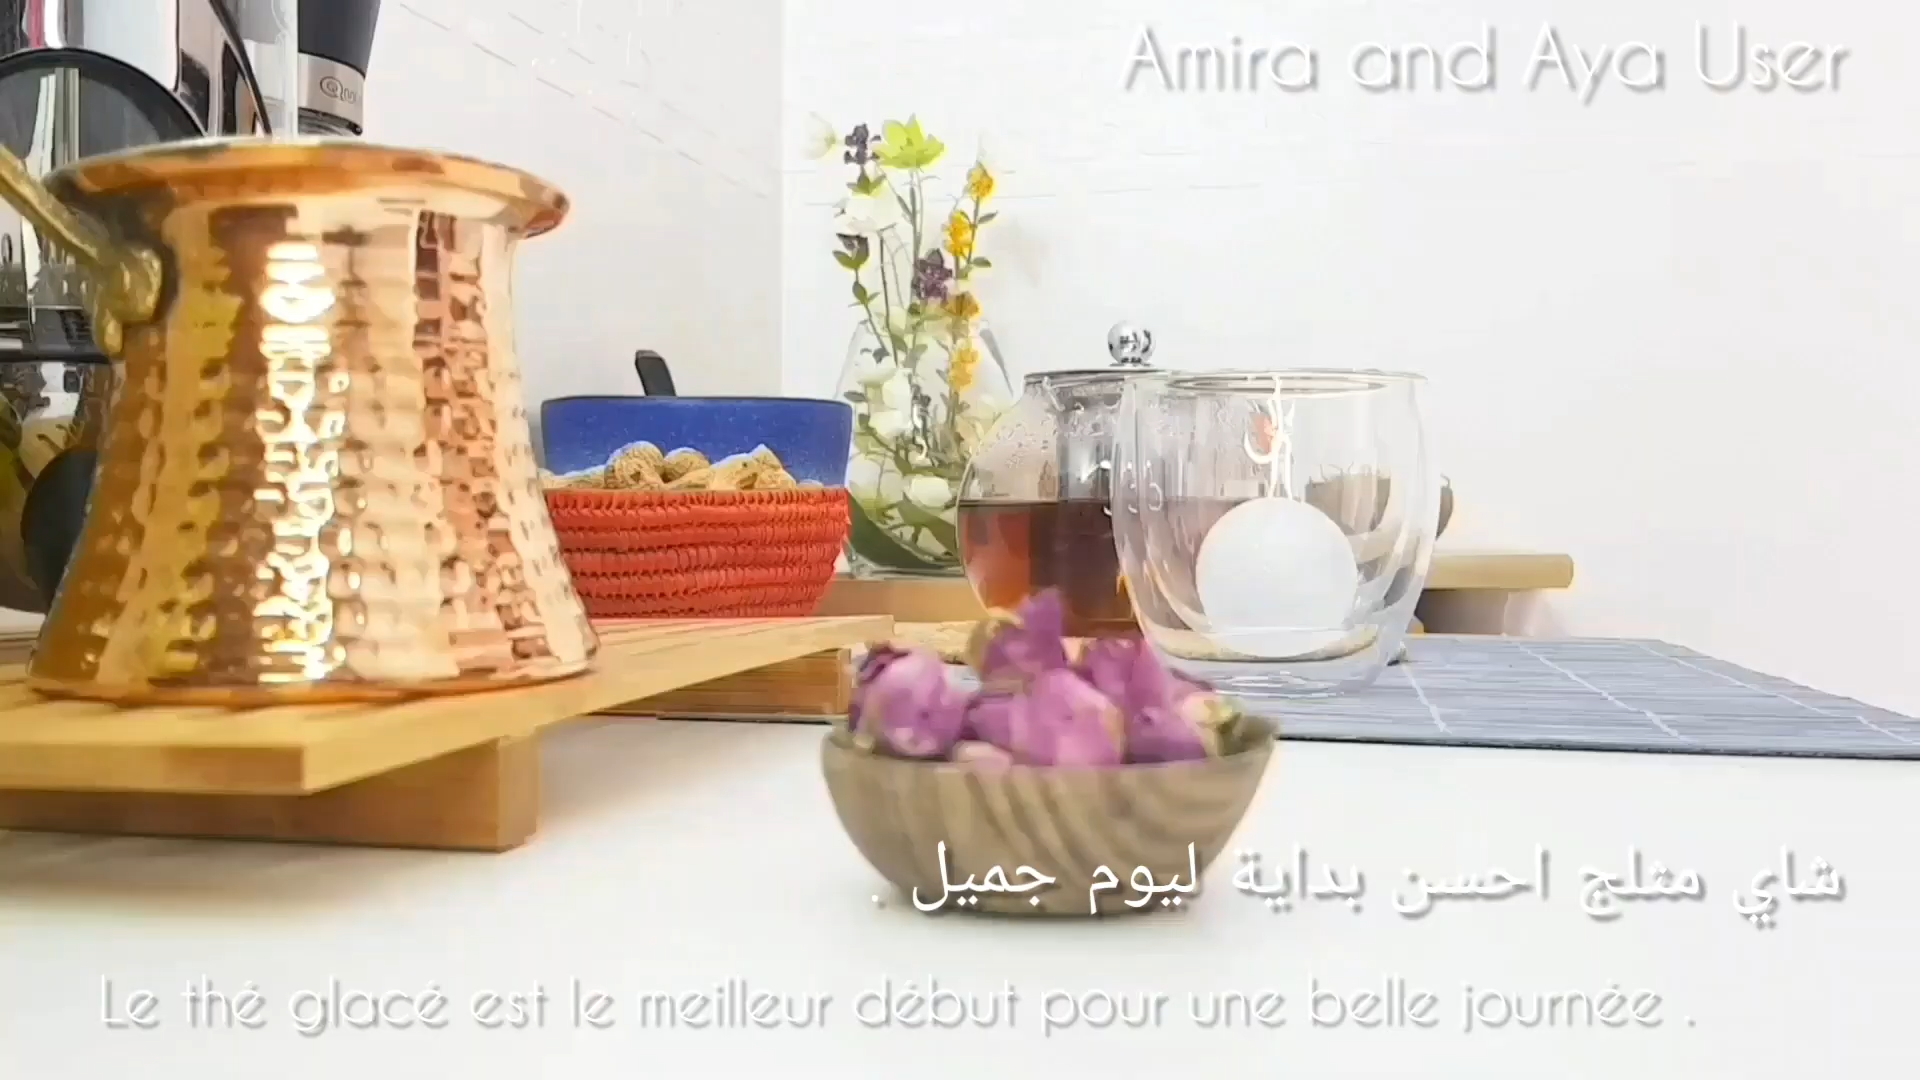 Amira and Aya User
شاي مثلج احسن بداية ليوم جميل .
Le thé glacé est le meilleur début pour une belle journée .